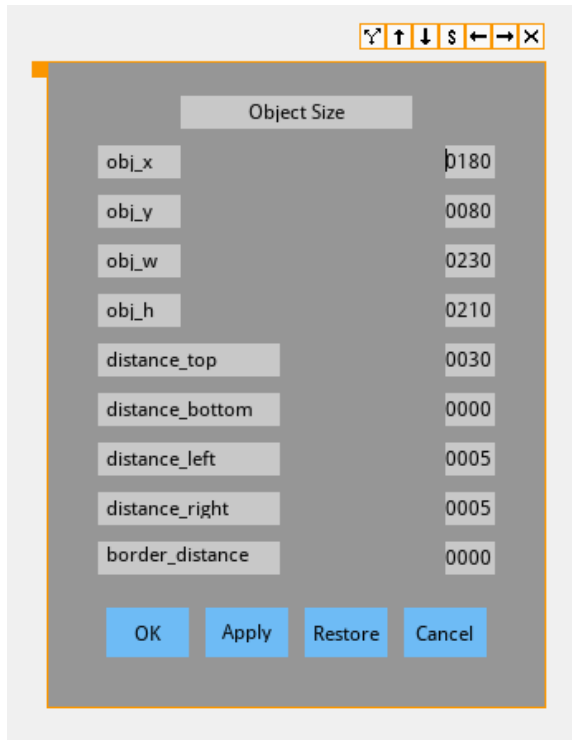 S
Object Size
obj_x 0180
obj_y 0080
obj_w 0230
obj_h 0210
distance_top 0030
distance_bottom 0000
distance_left 0005
distance_right 0005
border_distance 0000
OK Apply Restore Cancel